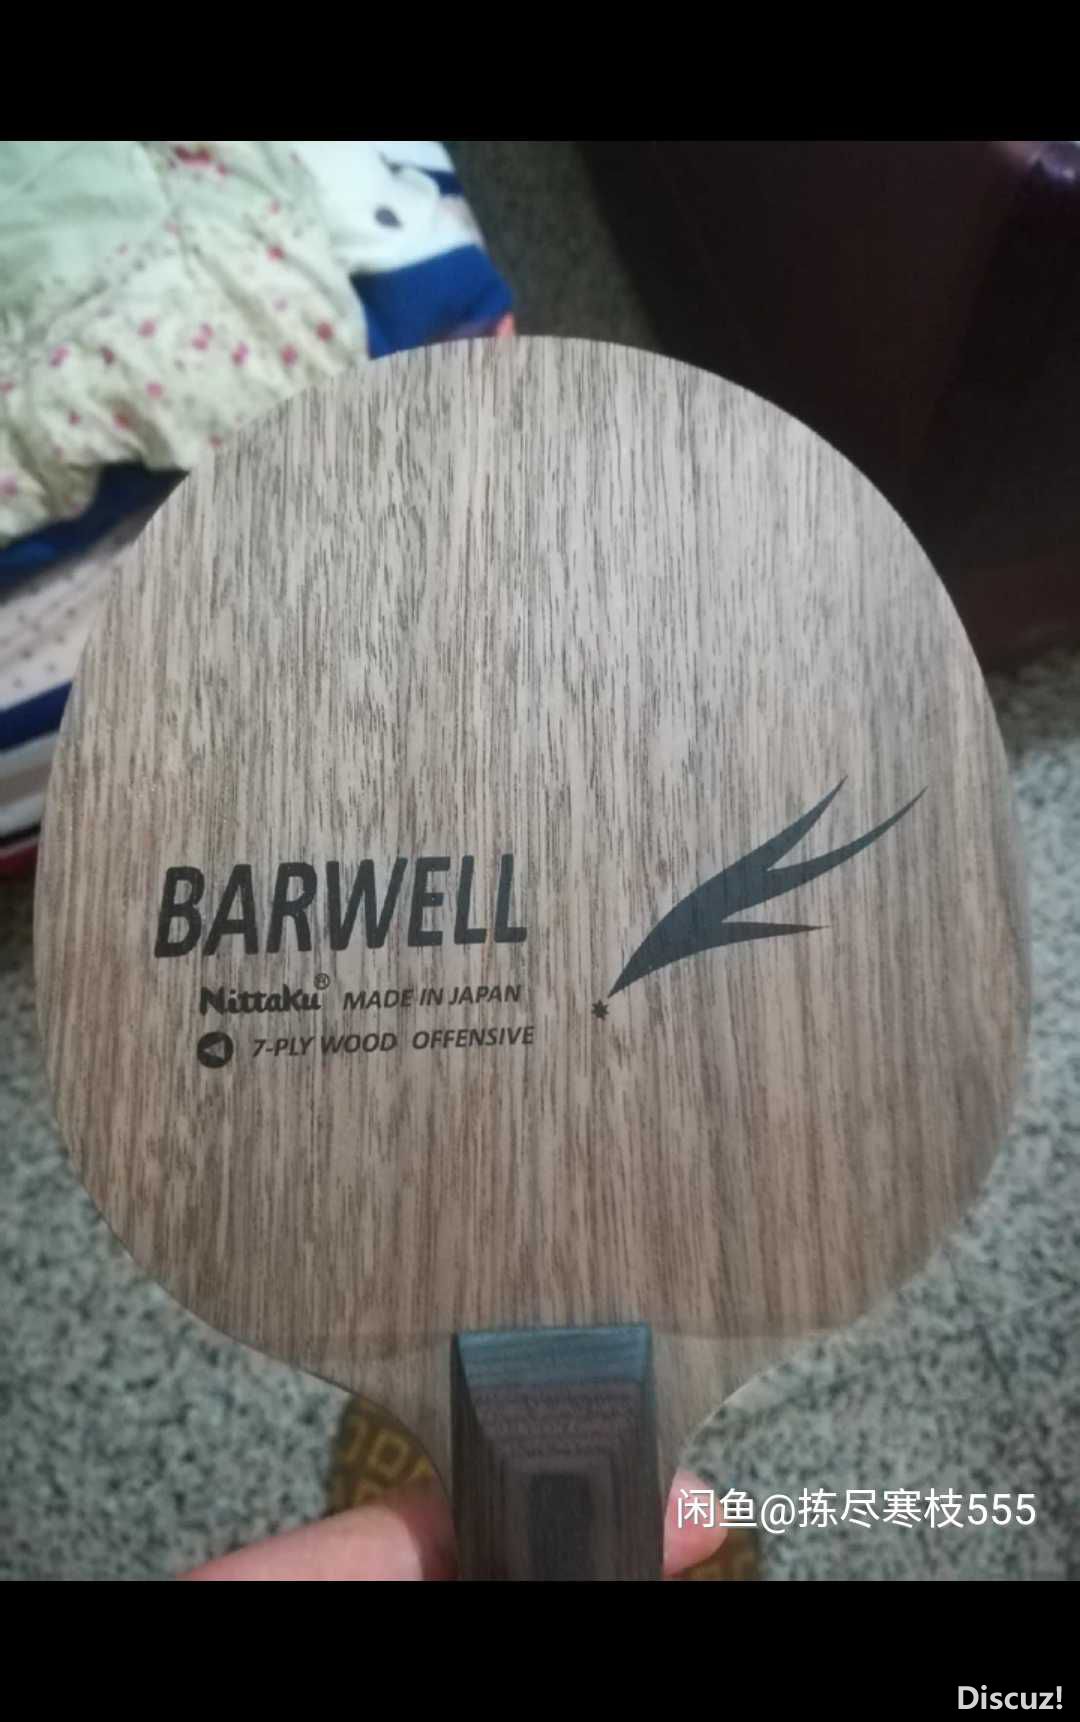 BARWELL
Nittaku® MADE IN JAPAN
7-PLY WOOD OFFENSIVE
闲鱼@拣尽寒枝555
Discuz!